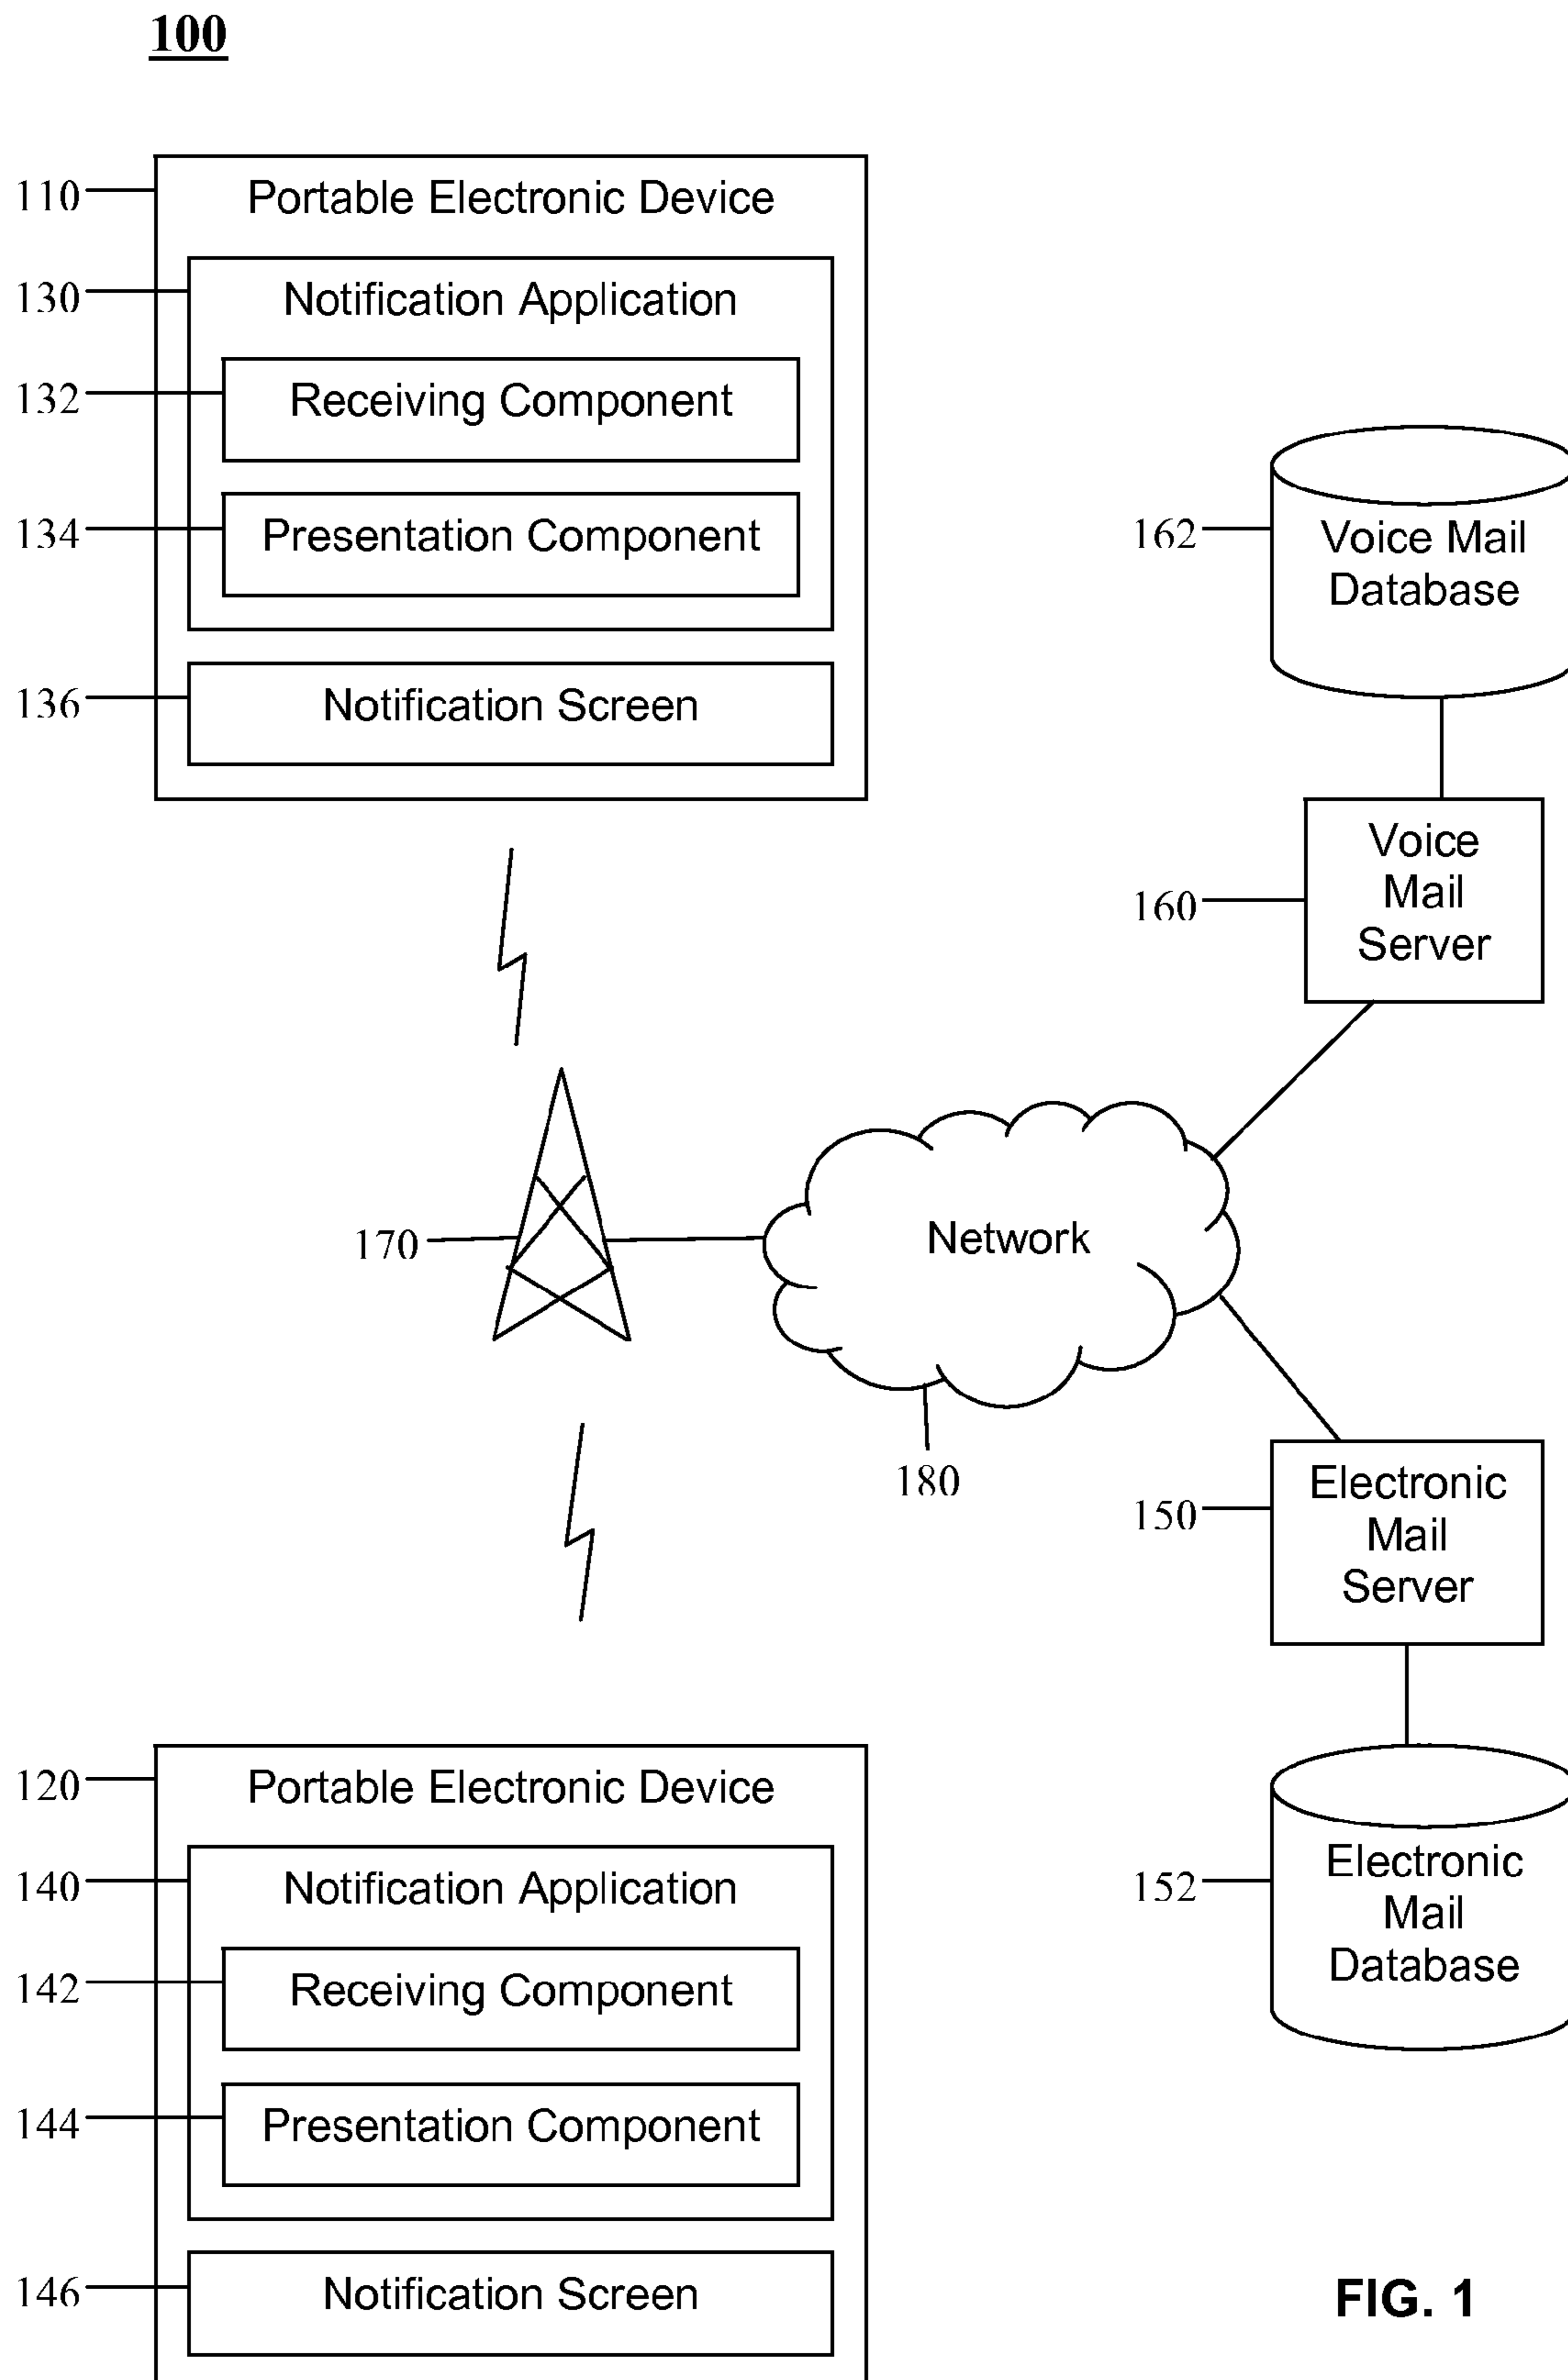 100
110
Portable Electronic Device
130
Notification Application
132
Receiving Component
134
Presentation Component
136
Notification Screen
162
Voice Mail
Database
160
Voice
Mail
Server
170
Network
180
150
Electronic
Mail
Server
120
Portable Electronic Device
140
Notification Application
142
Receiving Component
144
Presentation Component
146
Notification Screen
152
Electronic
Mail
Database
FIG. 1